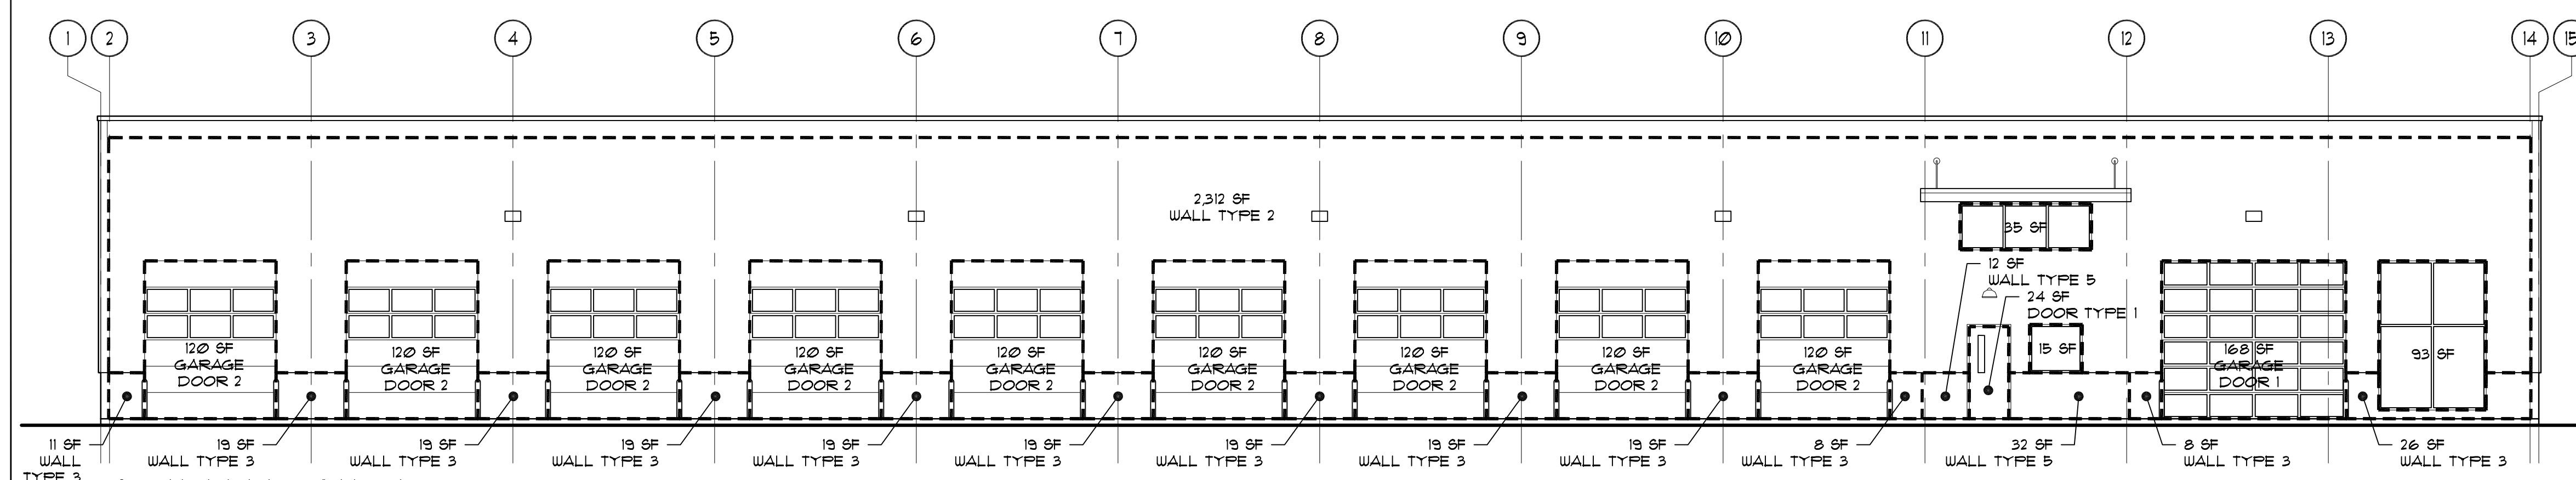 1 2 3 4 5 6 7 8 9 10 11 12 13 14 15
2,312 SF
WALL TYPE 2
35 SF
12 SF
WALL TYPE 5
24 SF
DOOR TYPE 1
120 SF
GARAGE
DOOR 2
120 SF
GARAGE
DOOR 2
120 SF
GARAGE
DOOR 2
120 SF
GARAGE
DOOR 2
120 SF
GARAGE
DOOR 2
120 SF
GARAGE
DOOR 2
120 SF
GARAGE
DOOR 2
120 SF
GARAGE
DOOR 2
120 SF
GARAGE
DOOR 2
15 SF
168 SF
GARAGE
DOOR 1
93 SF
11 SF
WALL
TYPE 3
19 SF
WALL TYPE 3
19 SF
WALL TYPE 3
19 SF
WALL TYPE 3
19 SF
WALL TYPE 3
19 SF
WALL TYPE 3
19 SF
WALL TYPE 3
19 SF
WALL TYPE 3
19 SF
WALL TYPE 3
8 SF
WALL TYPE 3
32 SF
WALL TYPE 5
8 SF
WALL TYPE 3
26 SF
WALL TYPE 3